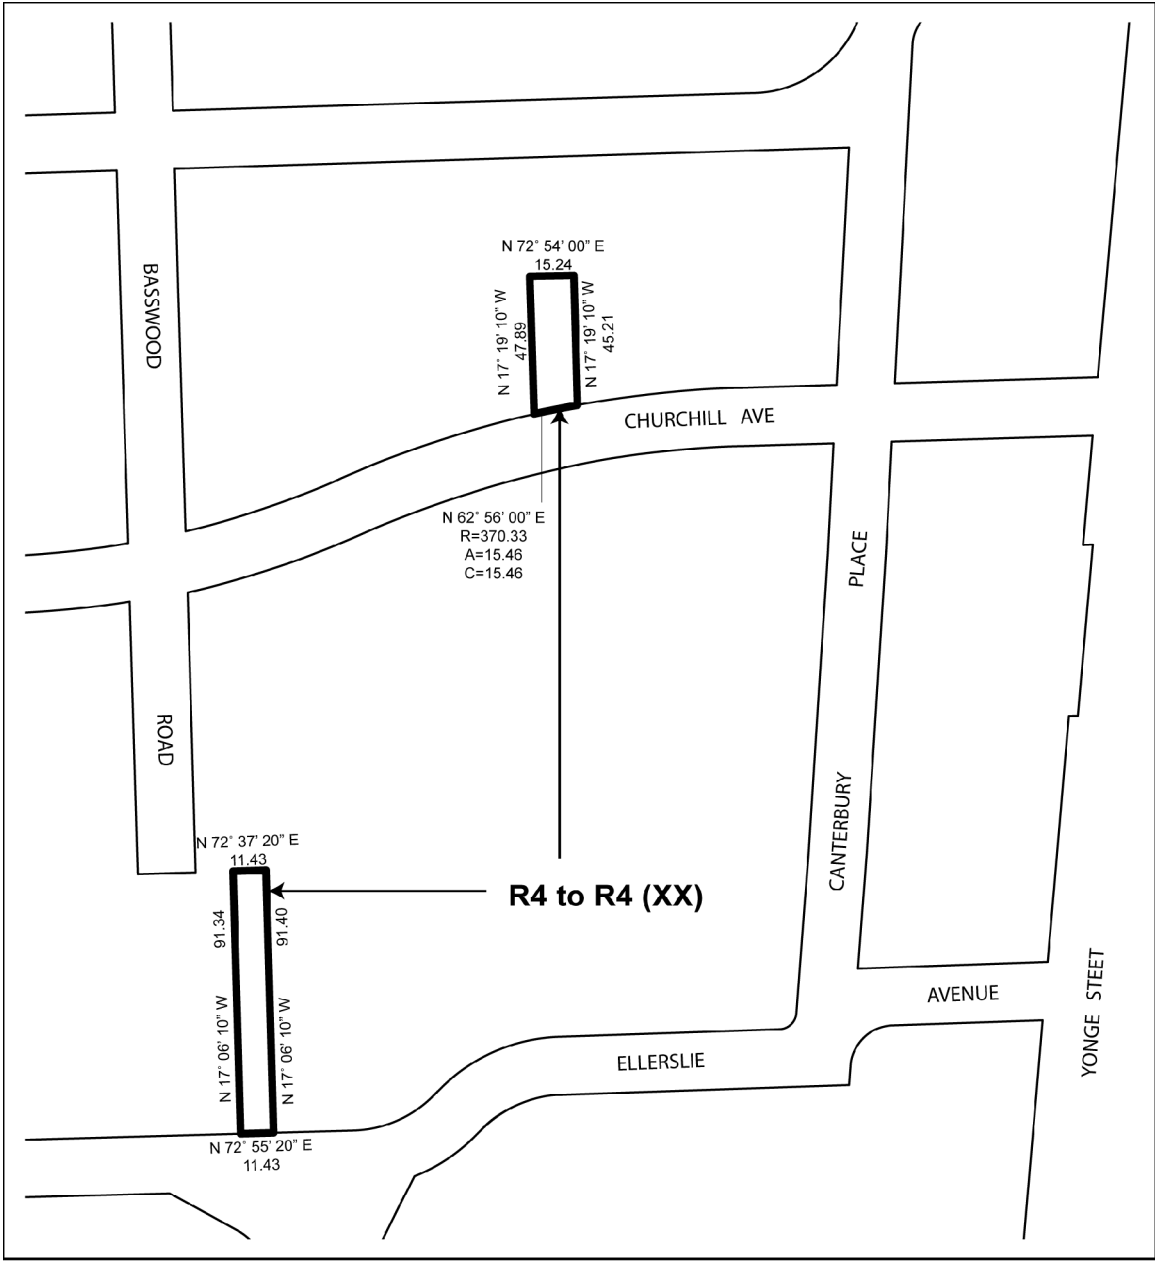 N 72° 54' 00" E
15.24
N 17° 19' 10" W
47.89
N 17° 19' 10" W
45.21
BASSWOOD
CHURCHILL AVE
N 62° 56' 00" E
R=370.33
A=15.46
C=15.46
PLACE
ROAD
CANTERBURY
N 72° 37' 20" E
11.43
R4 to R4 (XX)
91.34
91.40
N 17° 06' 10" W
N 17° 06' 10" W
AVENUE
YONGE STEET
ELLERSLIE
N 72° 55' 20" E
11.43